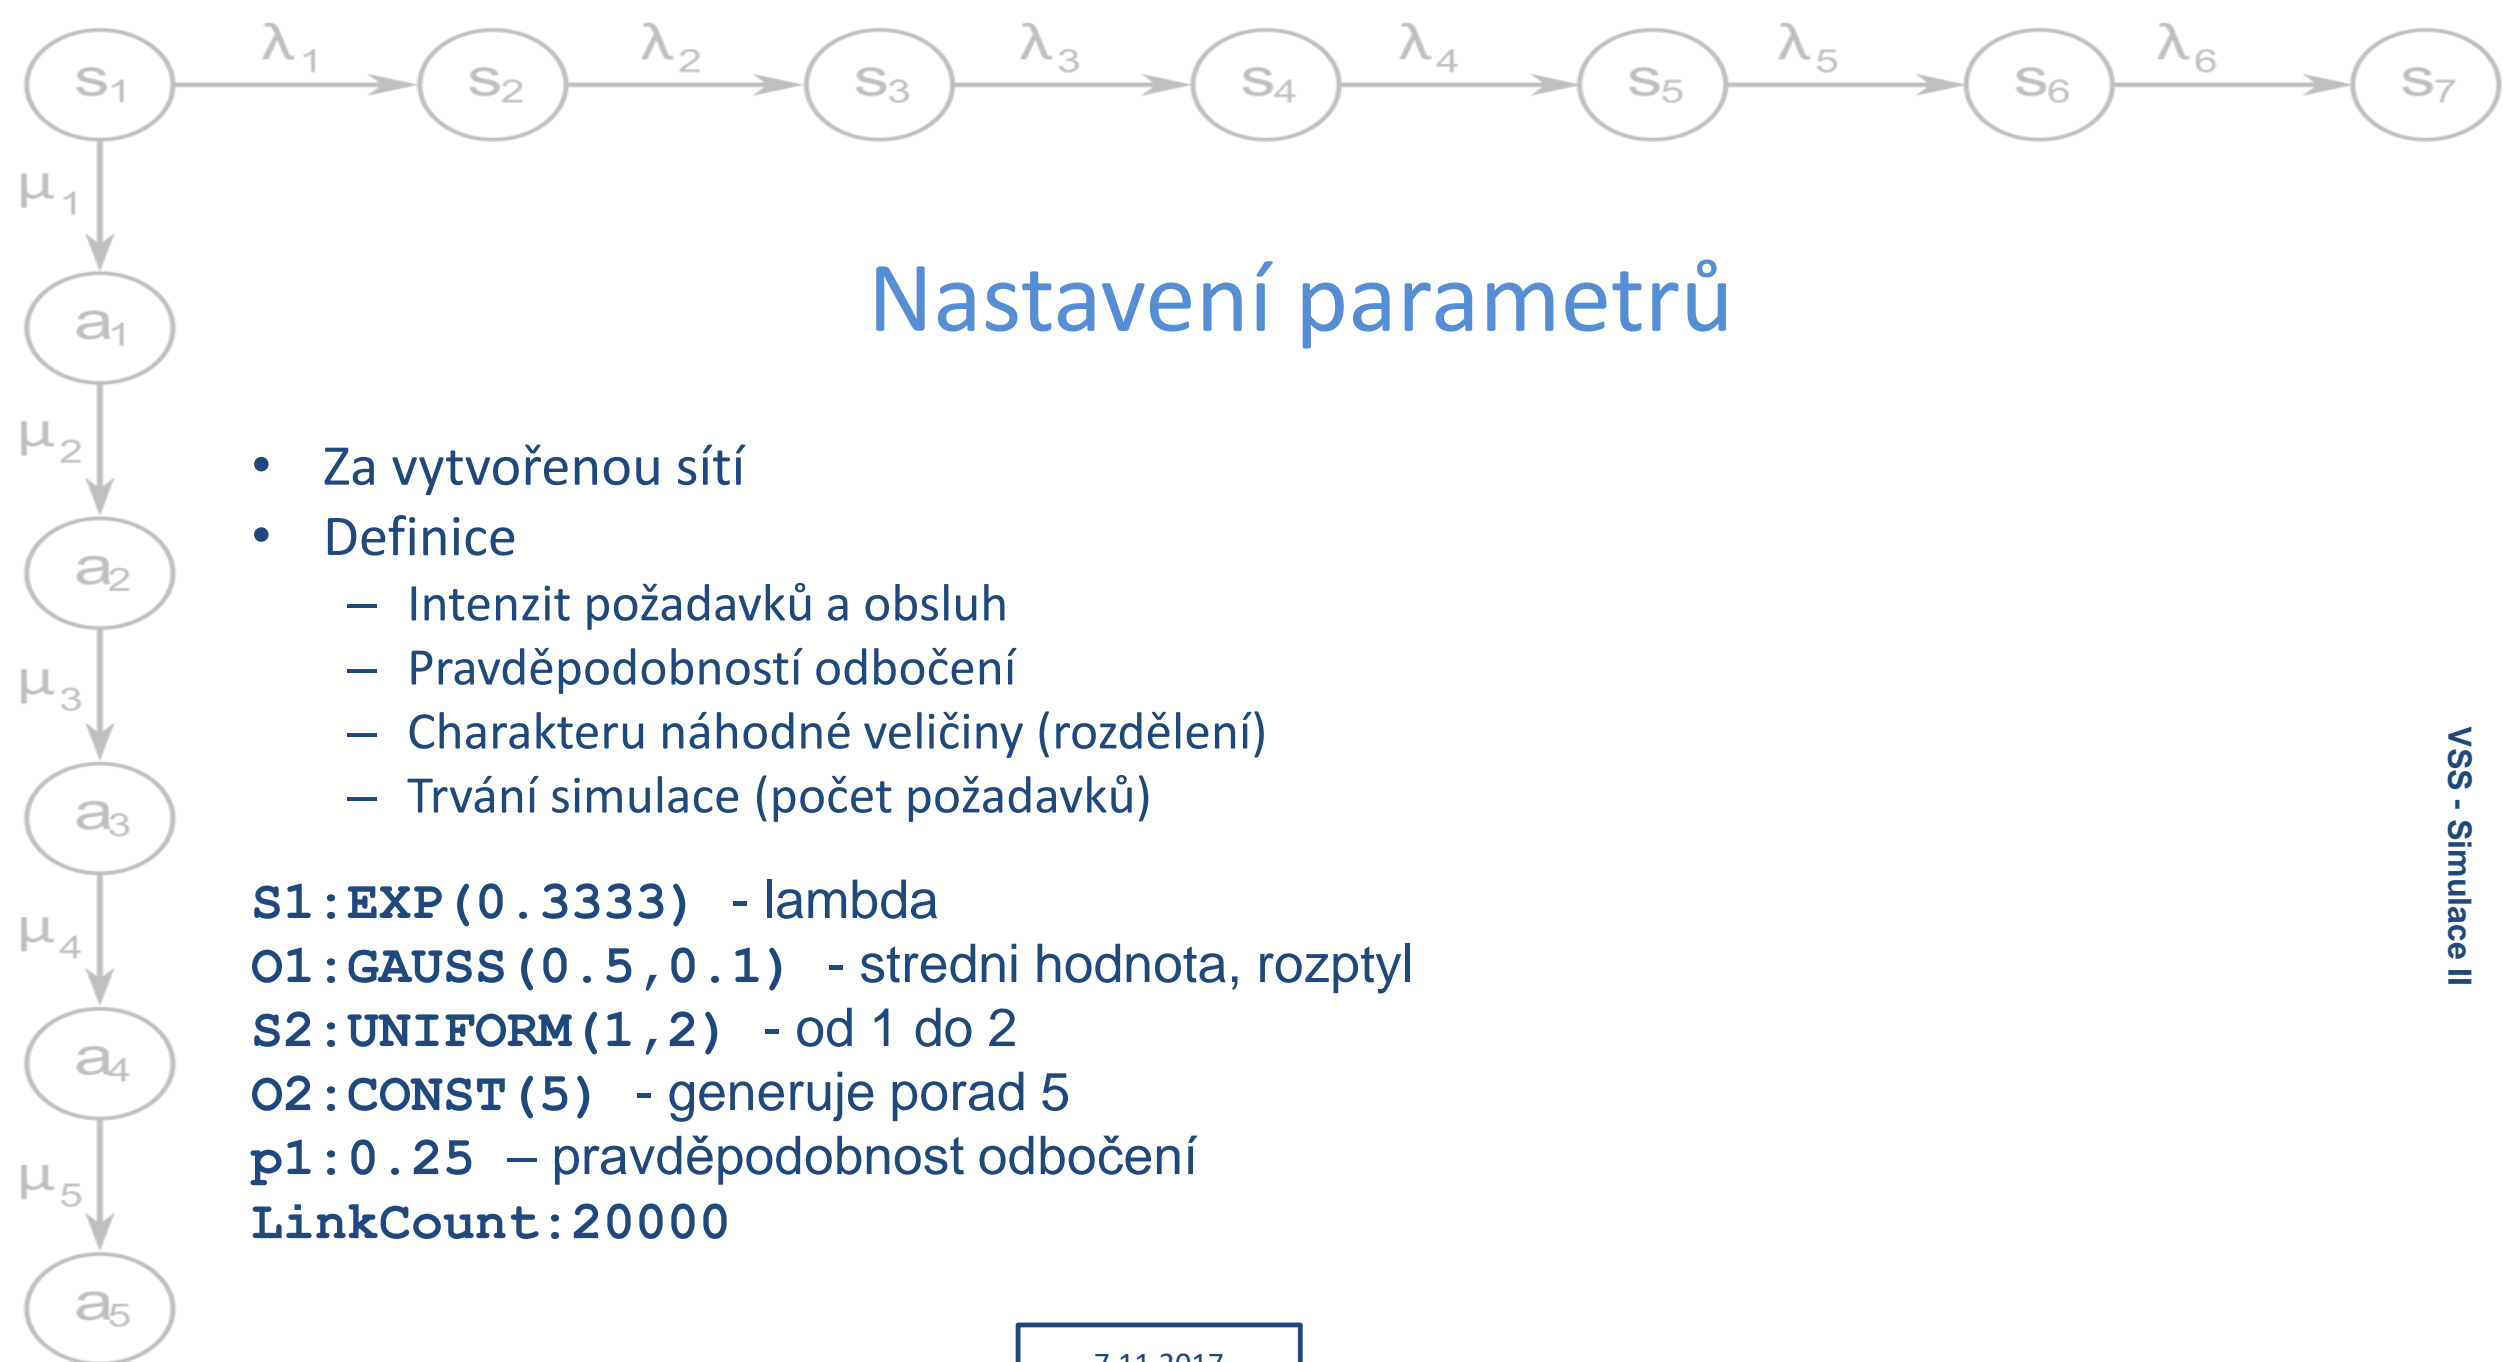 s1 λ1 s2 λ2 s3 λ3 s4 λ4 s5 λ5 s6 λ6 s7
μ1
a1
μ2
a2
μ3
a3
μ4
a4
μ5
a5
Nastavení parametrů
• Za vytvořenou sítí
• Definice
– Intenzit požadavků a obsluh
– Pravděpodobností odbočení
– Charakteru náhodné veličiny (rozdělení)
– Trvání simulace (počet požadavků)
S1:EXP(0.3333) - lambda
O1:GAUSS(0.5,0.1) - stredni hodnota, rozptyl
S2:UNIFORM(1,2) - od 1 do 2
O2:CONST(5) - generuje porad 5
p1:0.25 – pravděpodobnost odbočení
LinkCount:20000
VSS - Simulace II
7.11.2017